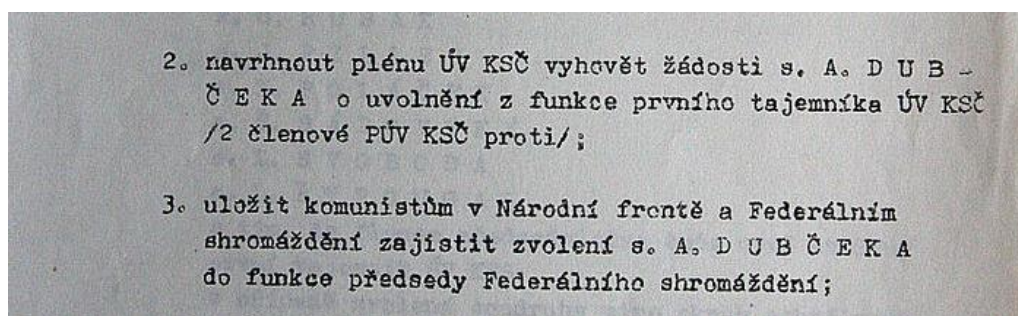 2. navrhnout plénu ÚV KSČ vyhovět žádosti s. A. D U B -
Č E K A o uvolnění z funkce prvního tajemníka ÚV KSČ
/2 členové PÚV KSČ proti/;
3. uložit komunistům v Národní frontě a Federálním
shromáždění zajistit zvolení s. A. D U B Č E K A
do funkce předsedy Federálního shromáždění;